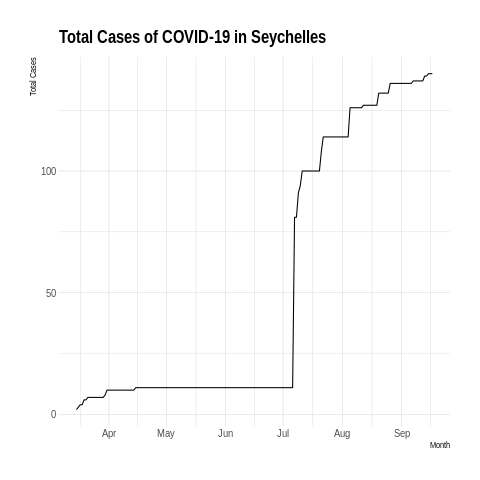 Total Cases of COVID-19 in Seychelles
Total Cases
100
50
0
Apr May Jun Jul Aug Sep
Month